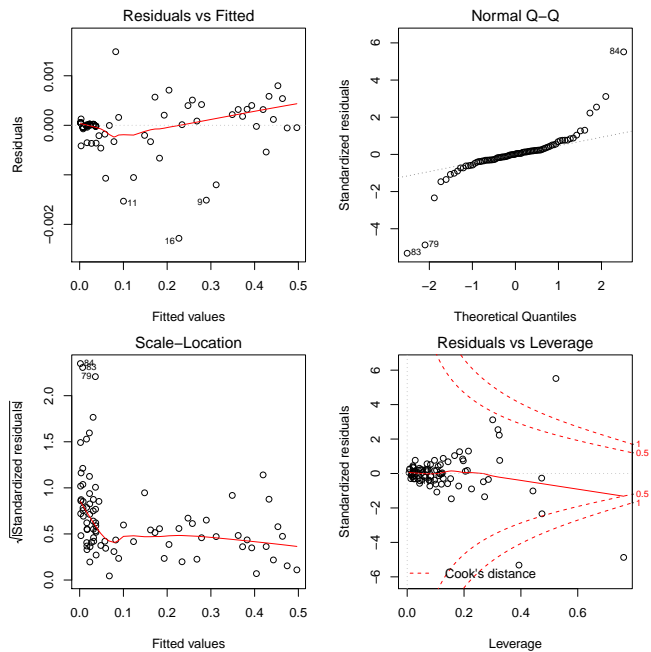 Residuals vs Fitted
Residuals
0.001
0.000
−0.002
11
9
16
0.0 0.1 0.2 0.3 0.4 0.5
Fitted values
Normal Q−Q
Standardized residuals
6
4
2
0
−2
−4
84
79
83
−2 −1 0 1 2
Theoretical Quantiles
Scale−Location
√|Standardized residuals|
2.0
1.5
1.0
0.5
0.0
84
83
79
0.0 0.1 0.2 0.3 0.4 0.5
Fitted values
Residuals vs Leverage
Standardized residuals
6
4
2
0
−2
−4
−6
1
0.5
0.5
1
Cook's distance
0.0 0.2 0.4 0.6
Leverage